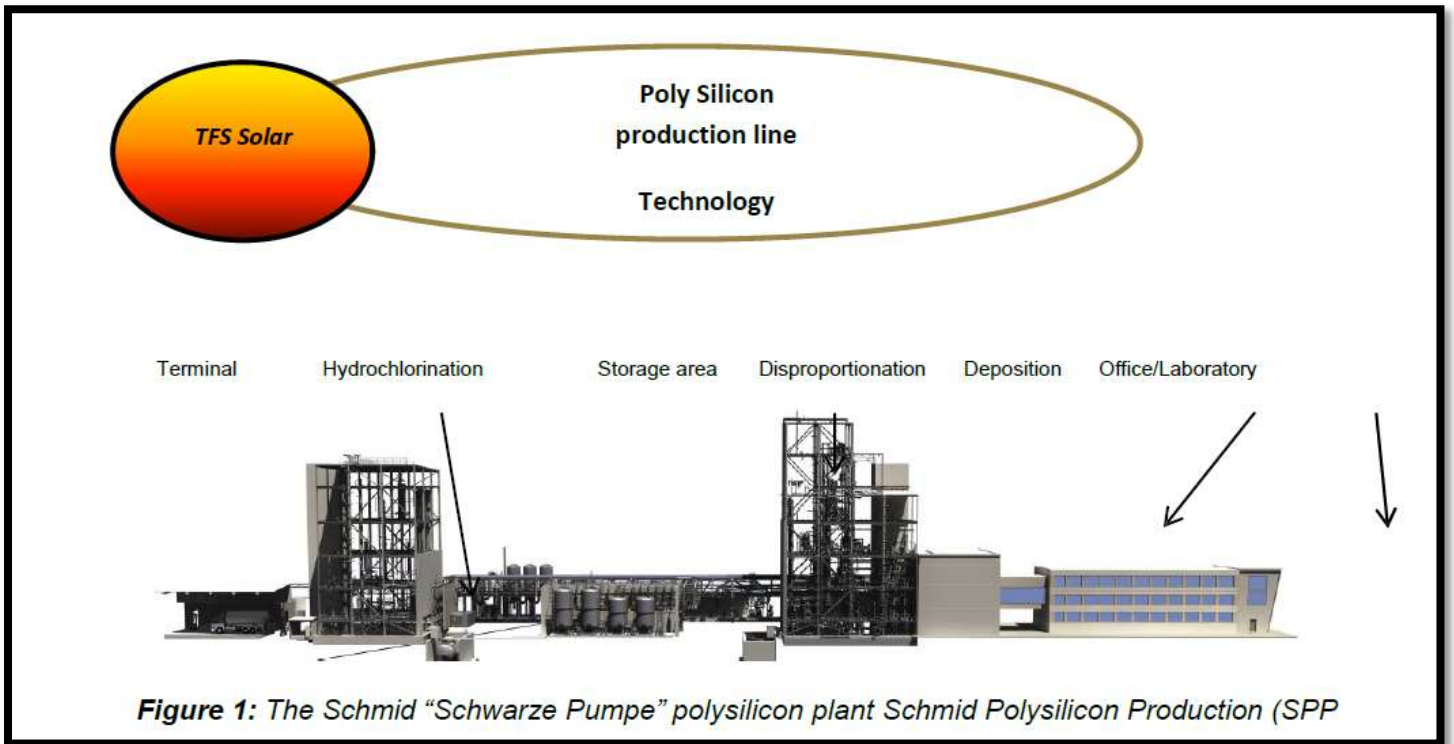 Poly Silicon
TFS Solar
production line
Technology
Terminal Hydrochlorination Storage area Disproportionation Deposition Office/Laboratory
Figure 1: The Schmid “Schwarze Pumpe” polysilicon plant Schmid Polysilicon Production (SPP